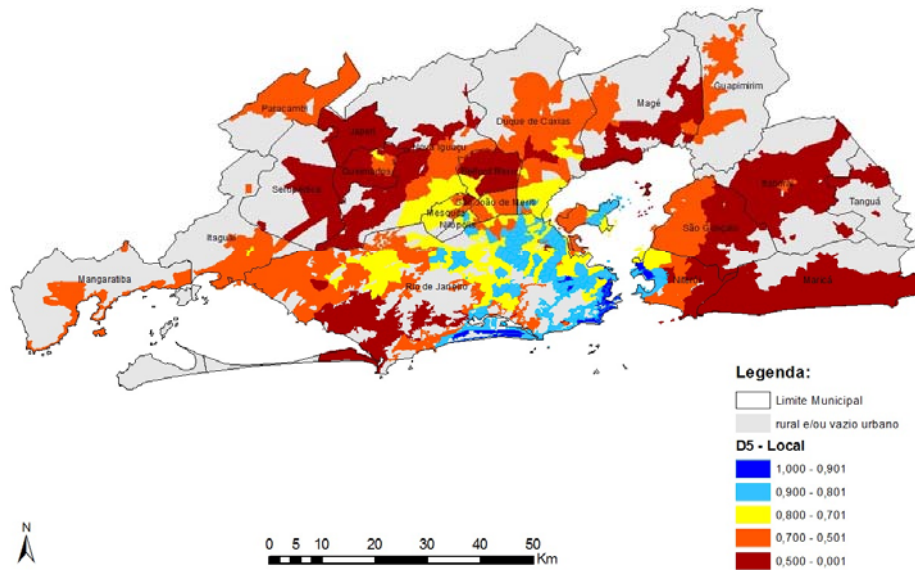 Guapimirim
Magé
Paracambi
Duque de Caxias
Japeri
Nova Iguaçu
Queimados
Belford Roxo
Itaboraí
Seropédica
Tanguá
São João de Meriti
Mesquita
Nilópolis
São Gonçalo
Itaguaí
Mangaratiba
Rio de Janeiro
Niterói
Maricá
Legenda:
Limite Municipal
rural e/ou vazio urbano
D5 - Local
1,000 - 0,901
0,900 - 0,801
0,800 - 0,701
0,700 - 0,501
0,500 - 0,001
N
0 5 10 20 30 40 50
Km